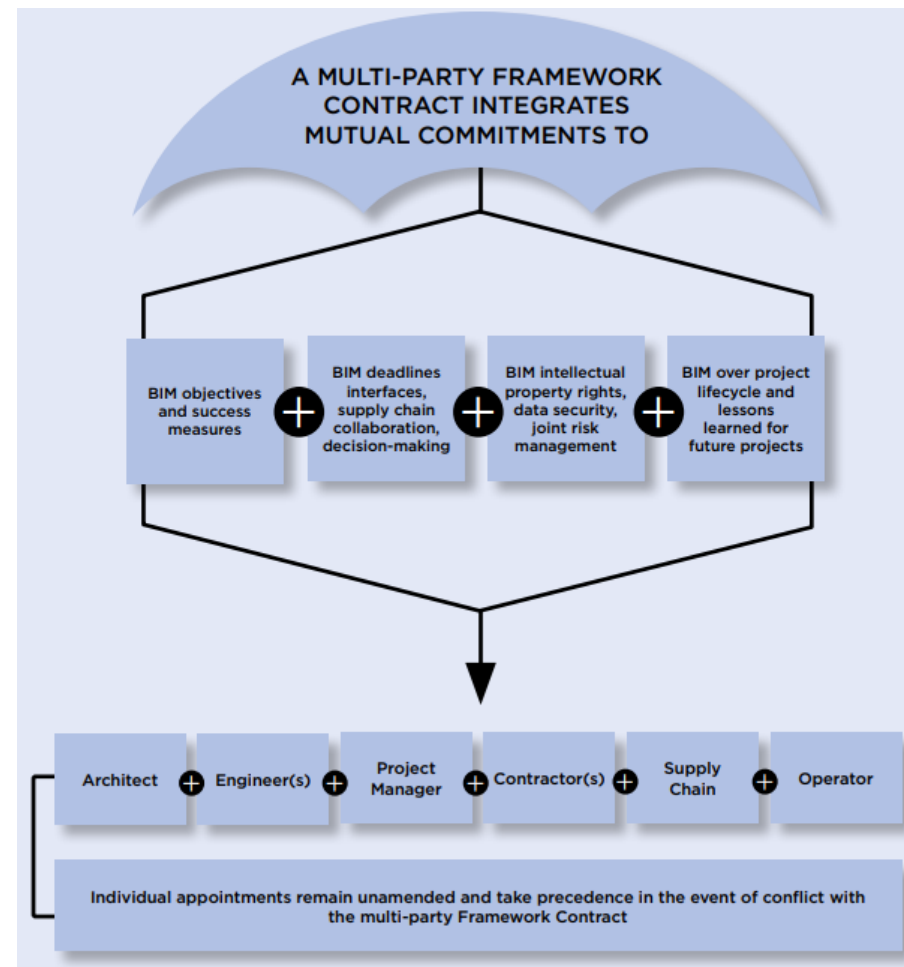 A MULTI-PARTY FRAMEWORK
CONTRACT INTEGRATES
MUTUAL COMMITMENTS TO
BIM objectives
and success
measures
+
BIM deadlines
interfaces,
supply chain
collaboration,
decision-making
+
BIM intellectual
property rights,
data security,
joint risk
management
+
BIM over project
lifecycle and
lessons
learned for
future projects
Architect
+
Engineer(s)
+
Project
Manager
+
Contractor(s)
+
Supply
Chain
+
Operator
Individual appointments remain unamended and take precedence in the event of conflict with
the multi-party Framework Contract